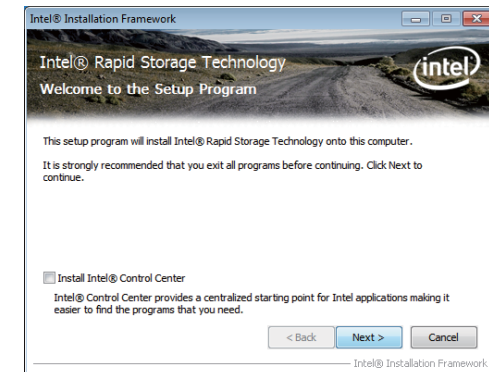 Intel® Installation Framework
Intel® Rapid Storage Technology
Welcome to the Setup Program
intel
This setup program will install Intel® Rapid Storage Technology onto this computer.
It is strongly recommended that you exit all programs before continuing. Click Next to
continue.
Install Intel® Control Center
Intel® Control Center provides a centralized starting point for Intel applications making it
easier to find the programs that you need.
< Back
Next >
Cancel
Intel® Installation Framework